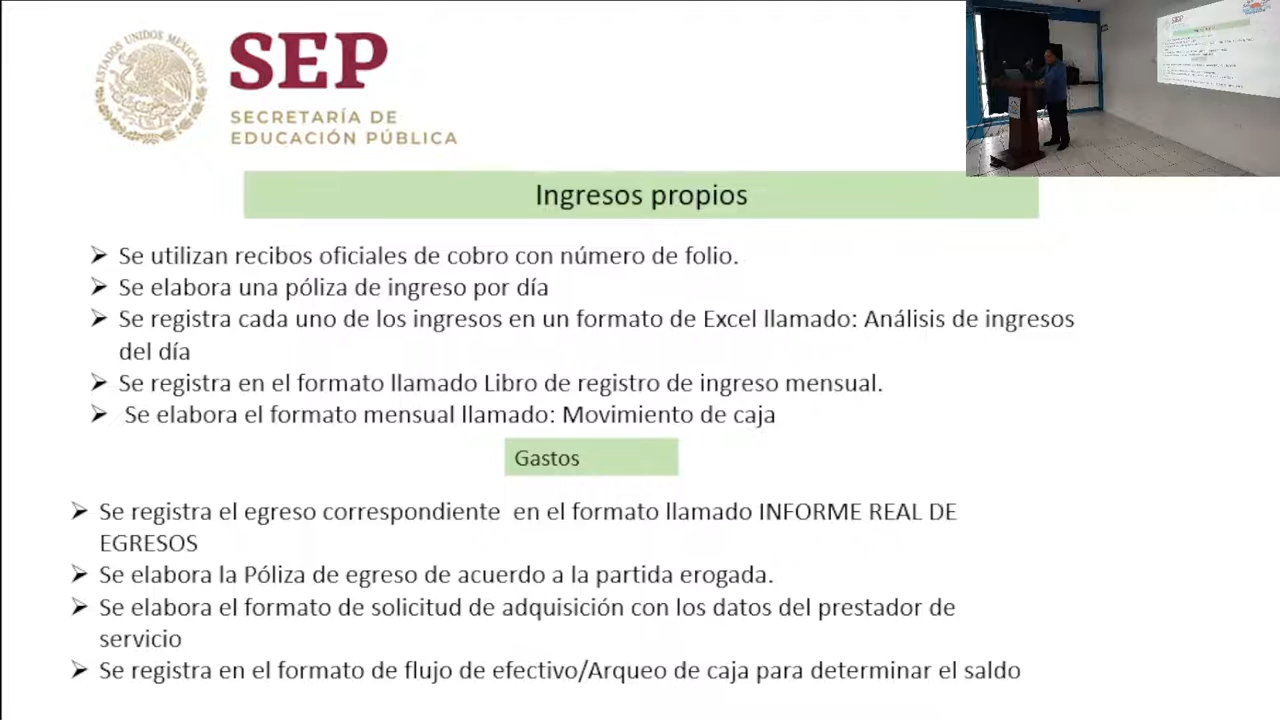 ESTADOS UNIDOS MEXICANOS
SEP
SECRETARÍA DE
EDUCACIÓN PÚBLICA
Ingresos propios
➢ Se utilizan recibos oficiales de cobro con número de folio.
➢ Se elabora una póliza de ingreso por día
➢ Se registra cada uno de los ingresos en un formato de Excel llamado: Análisis de ingresos
del día
➢ Se registra en el formato llamado Libro de registro de ingreso mensual.
➢ Se elabora el formato mensual llamado: Movimiento de caja
Gastos
➢ Se registra el egreso correspondiente en el formato llamado INFORME REAL DE
EGRESOS
➢ Se elabora la Póliza de egreso de acuerdo a la partida erogada.
➢ Se elabora el formato de solicitud de adquisición con los datos del prestador de
servicio
➢ Se registra en el formato de flujo de efectivo/Arqueo de caja para determinar el saldo
SEP